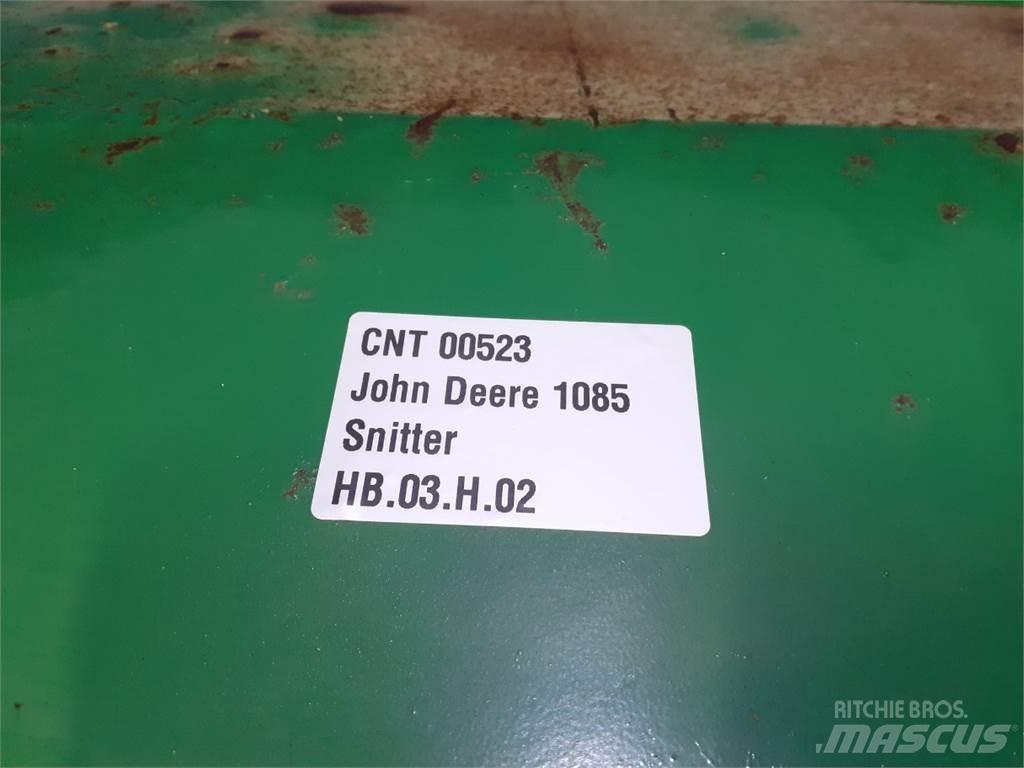 CNT 00523
John Deere 1085
Snitter
HB.03.H.02
RITCHIE BROS.
MASCUS